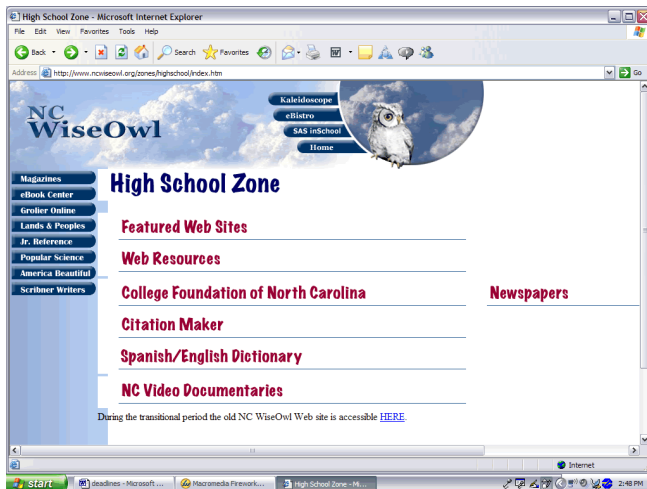 High School Zone - Microsoft Internet Explorer
File Edit View Favorites Tools Help
Back Search Favorites
Address http://www.ncwiseowl.org/zones/highschool/index.htm Go
Kaleidoscope
eBistro
SAS inSchool
Home
NC
WiseOwl
High School Zone
Magazines
eBook Center
Grolier Online
Lands & Peoples
Jr. Reference
Popular Science
America Beautiful
Scribner Writers
Featured Web Sites
Web Resources
College Foundation of North Carolina
Newspapers
Citation Maker
Spanish/English Dictionary
NC Video Documentaries
During the transitional period the old NC WiseOwl Web site is accessible HERE.
Internet
start deadlines - Microsoft ... Macromedia Firework... High School Zone - Mi... 2:48 PM